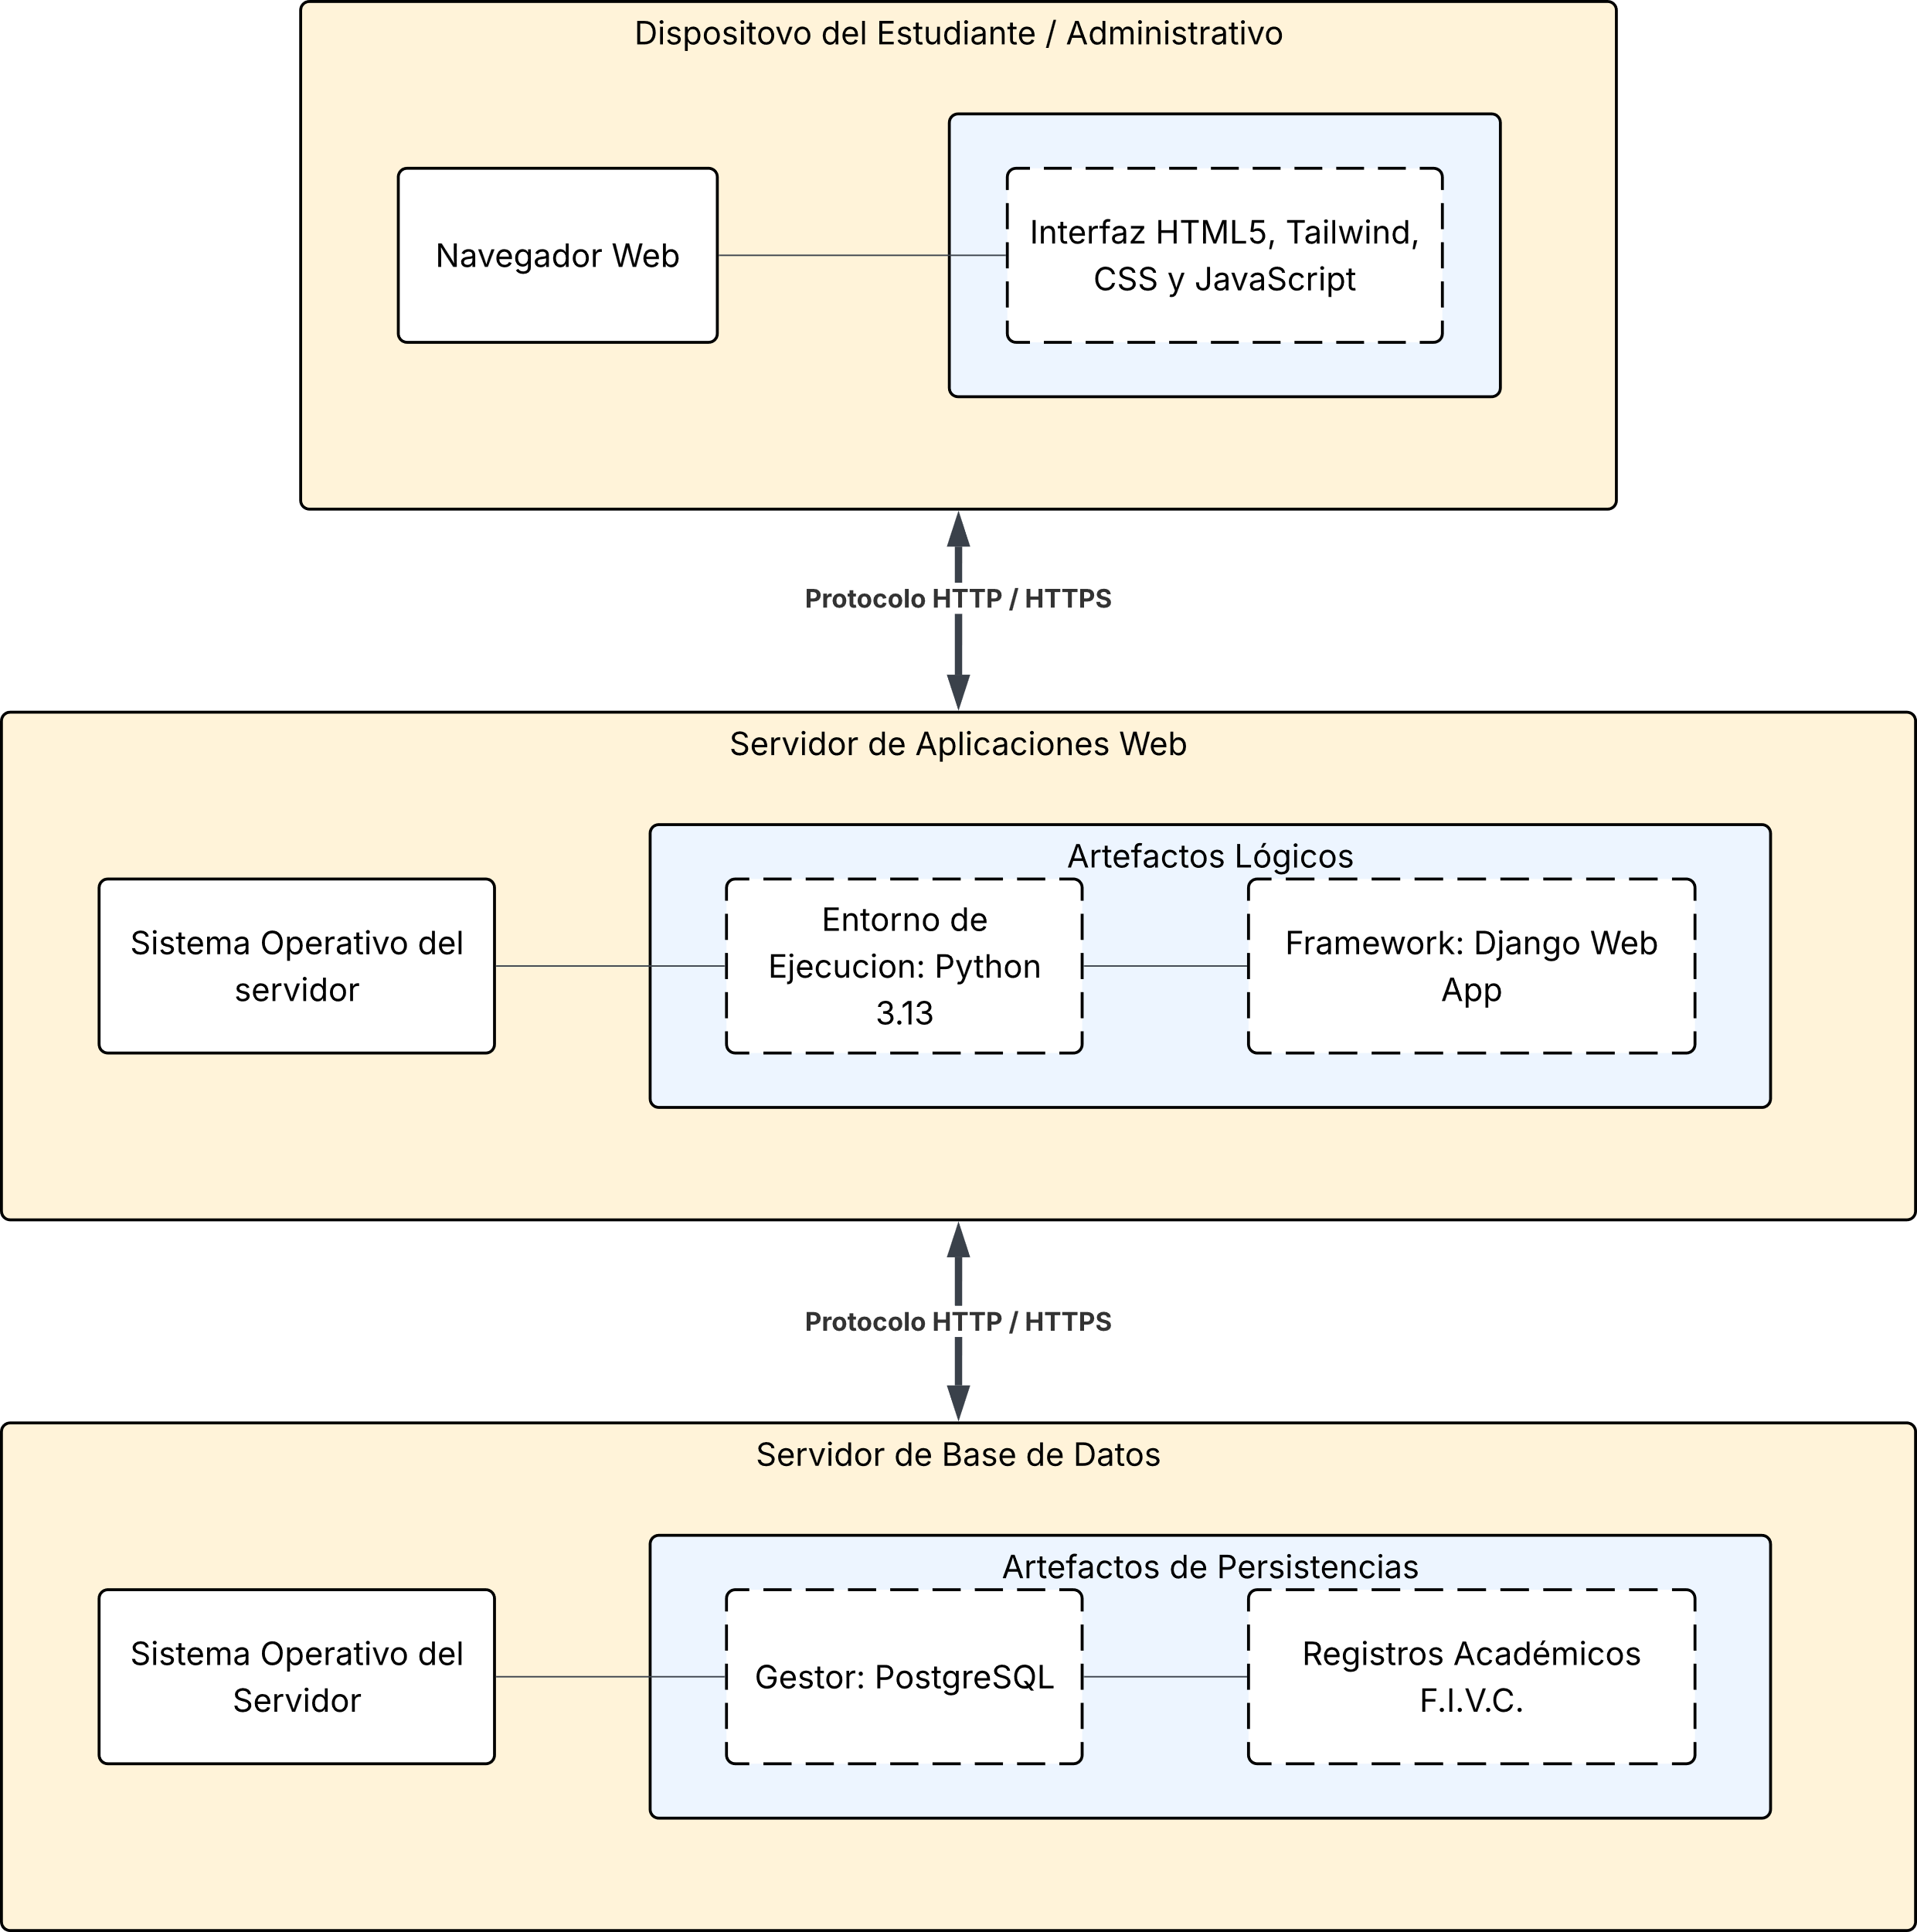 Dispositovo del Estudiante / Administrativo
Navegador Web
Interfaz HTML5, Tailwind,
CSS y JavaScript
Protocolo HTTP / HTTPS
Servidor de Aplicaciones Web
Artefactos Lógicos
Sistema Operativo del
servidor
Entorno de
Ejecucion: Python
3.13
Framework: Django Web
App
Protocolo HTTP / HTTPS
Servidor de Base de Datos
Artefactos de Persistencias
Sistema Operativo del
Servidor
Gestor: PostgreSQL
Registros Académicos
F.I.V.C.